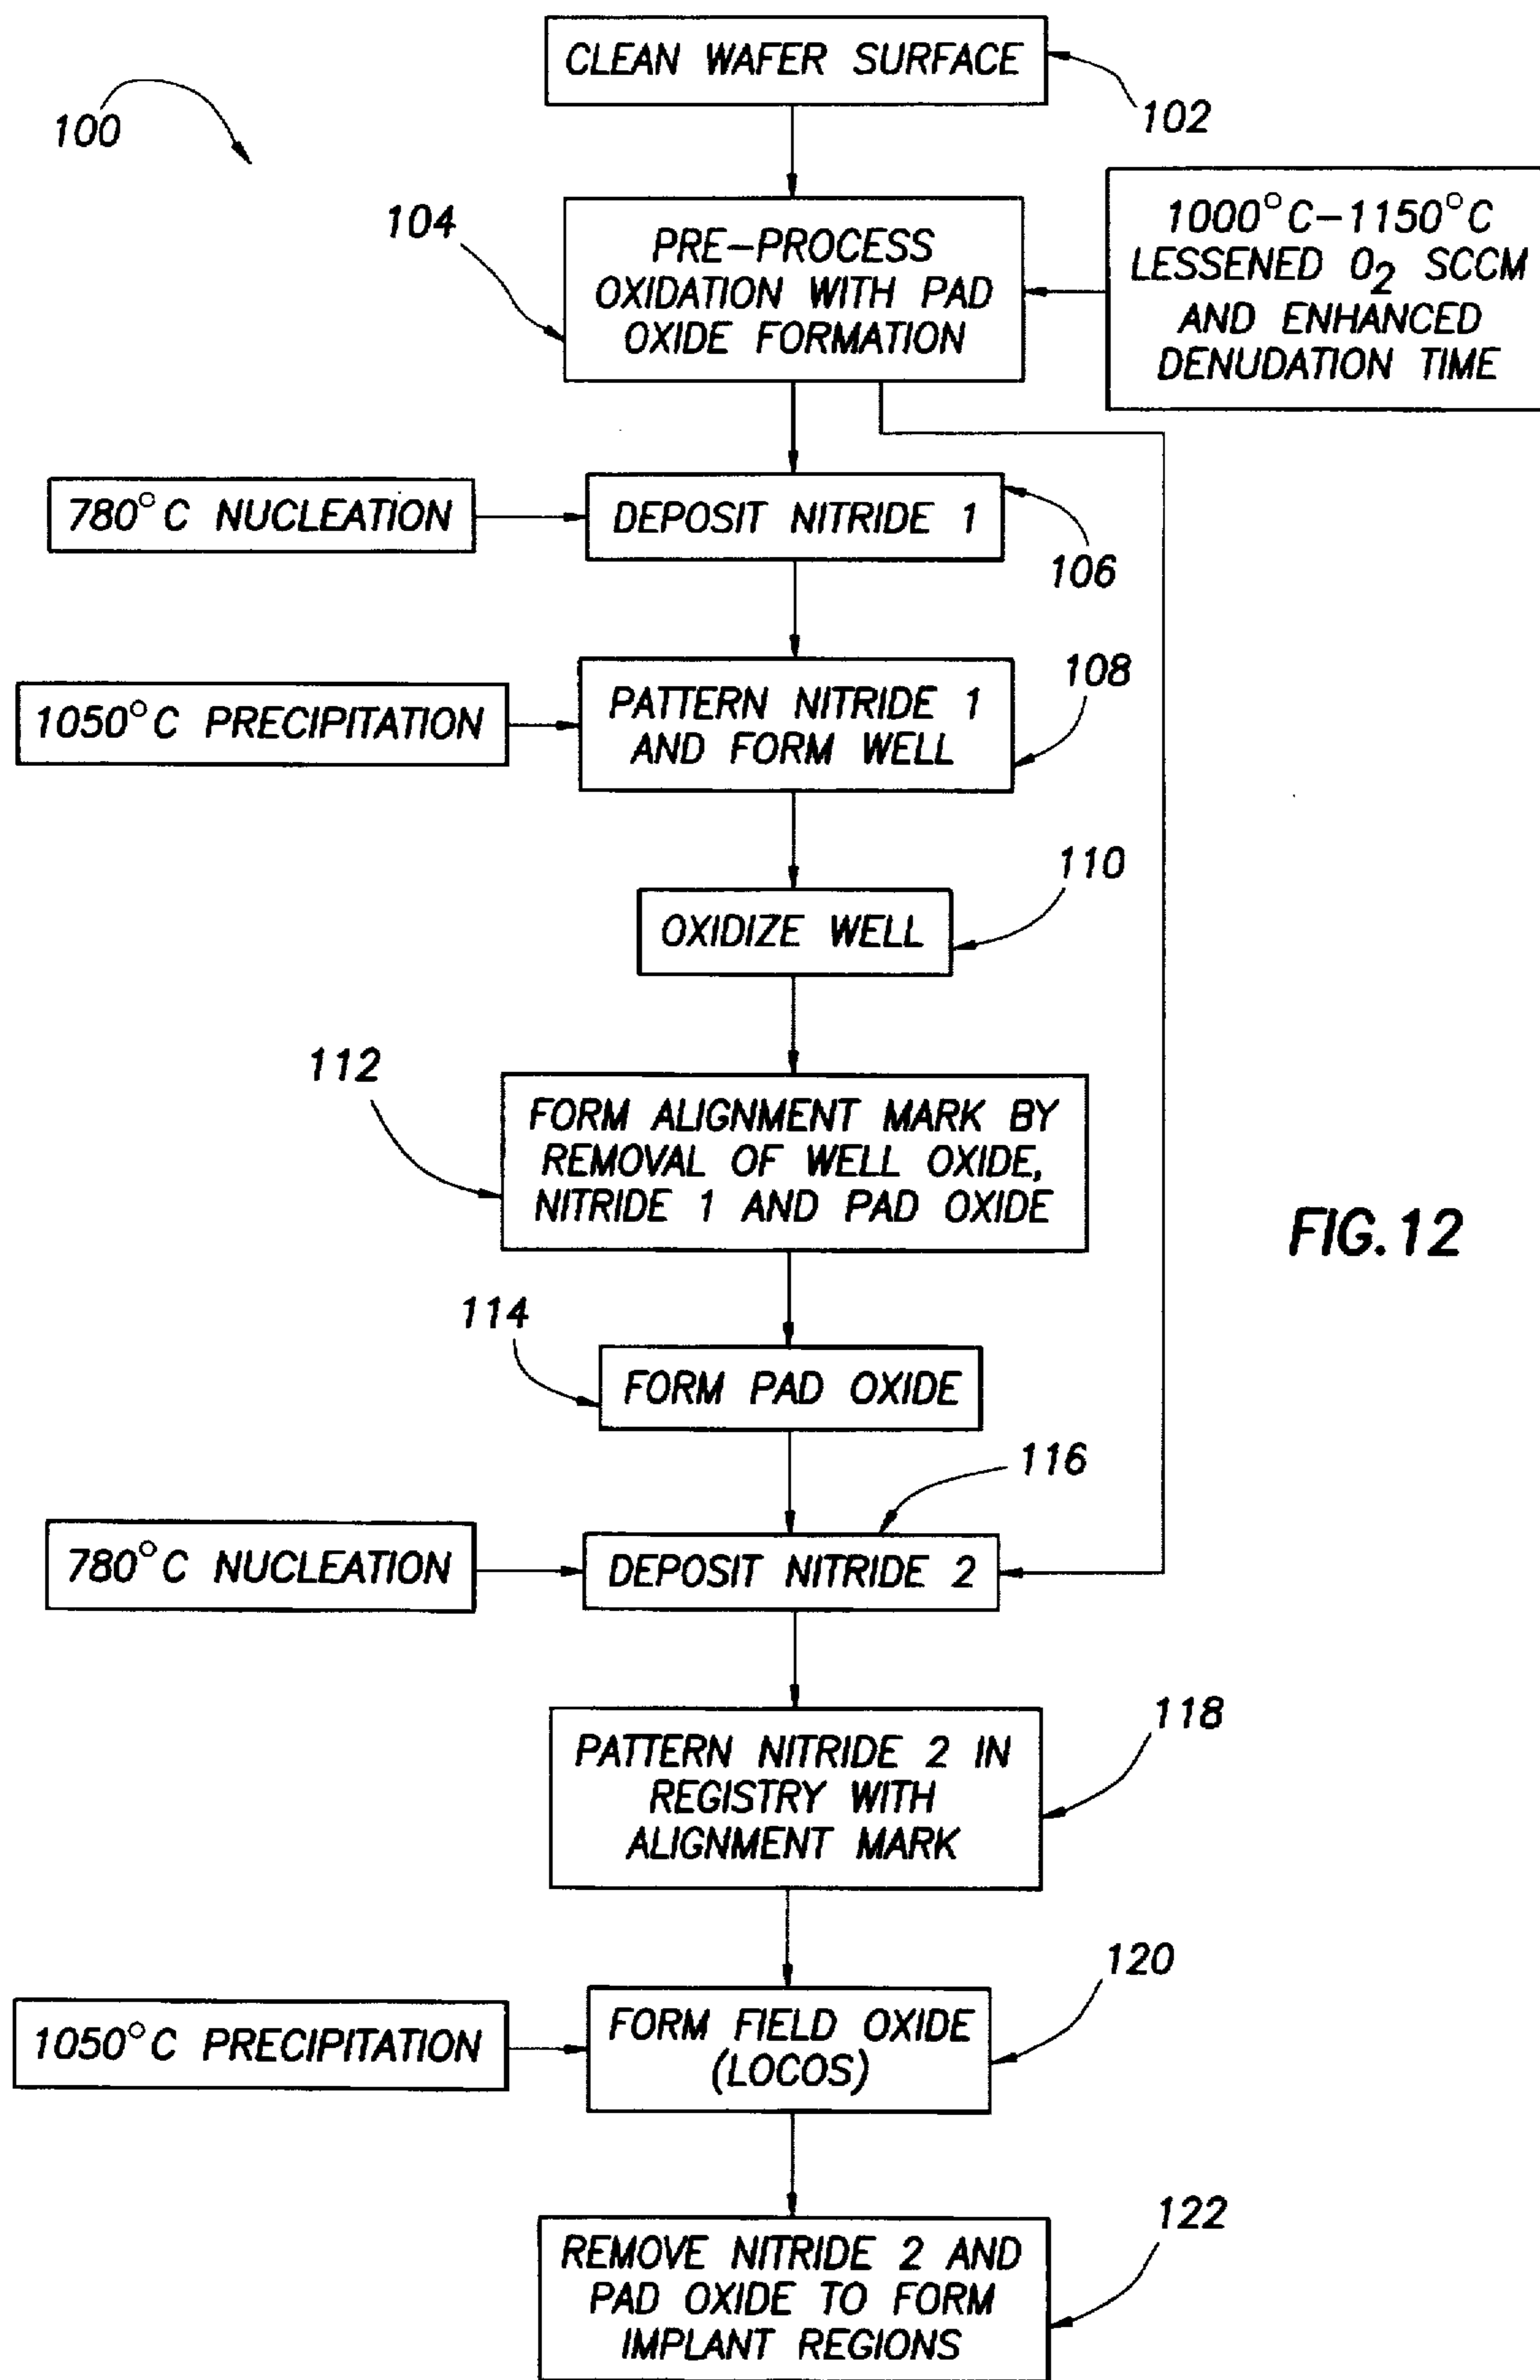 CLEAN WAFER SURFACE
102
100
104
PRE-PROCESS
OXIDATION WITH PAD
OXIDE FORMATION
1000°C-1150°C
LESSENED O2 SCCM
AND ENHANCED
DENUDATION TIME
780°C NUCLEATION
DEPOSIT NITRIDE 1
106
1050°C PRECIPITATION
PATTERN NITRIDE 1
AND FORM WELL
108
OXIDIZE WELL
110
112
FORM ALIGNMENT MARK BY
REMOVAL OF WELL OXIDE,
NITRIDE 1 AND PAD OXIDE
FIG.12
114
FORM PAD OXIDE
116
780°C NUCLEATION
DEPOSIT NITRIDE 2
PATTERN NITRIDE 2 IN
REGISTRY WITH
ALIGNMENT MARK
118
1050°C PRECIPITATION
FORM FIELD OXIDE
(LOCOS)
120
REMOVE NITRIDE 2 AND
PAD OXIDE TO FORM
IMPLANT REGIONS
122